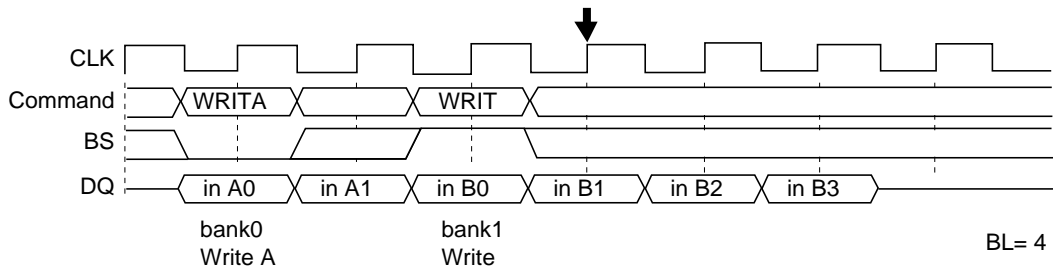 CLK
Command WRITA WRIT
BS
DQ in A0 in A1 in B0 in B1 in B2 in B3
bank0 bank1
Write A Write
BL= 4